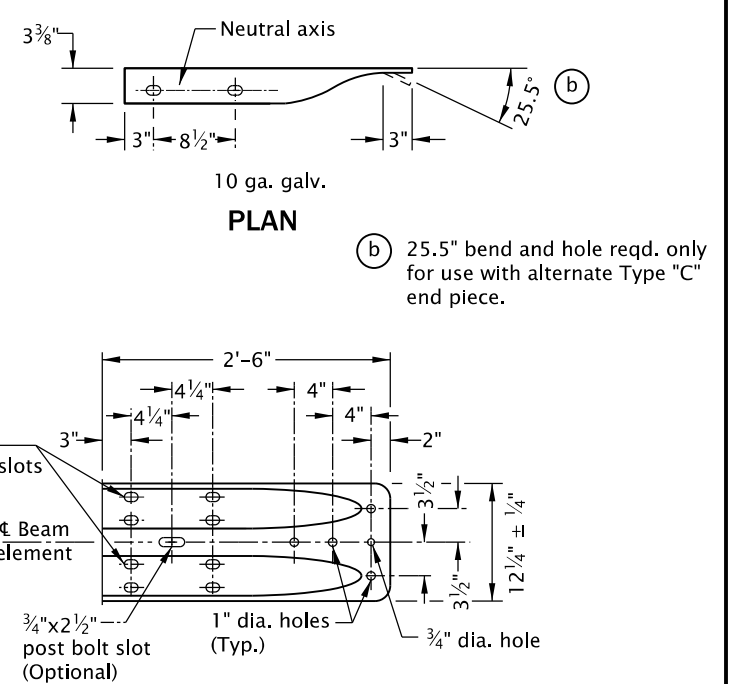 Neutral axis
3⅜"
25.5°
b
3"
8½"
3"
10 ga. galv.
PLAN
b 25.5" bend and hole reqd. only
for use with alternate Type "C"
end piece.
2'-6"
4¼"
4"
4¼"
4"
3"
2"
slots
3½"
℄ Beam
element
12¼" ± ¼"
3½"
¾"x2½"
post bolt slot
(Optional)
1" dia. holes
(Typ.)
¾" dia. hole